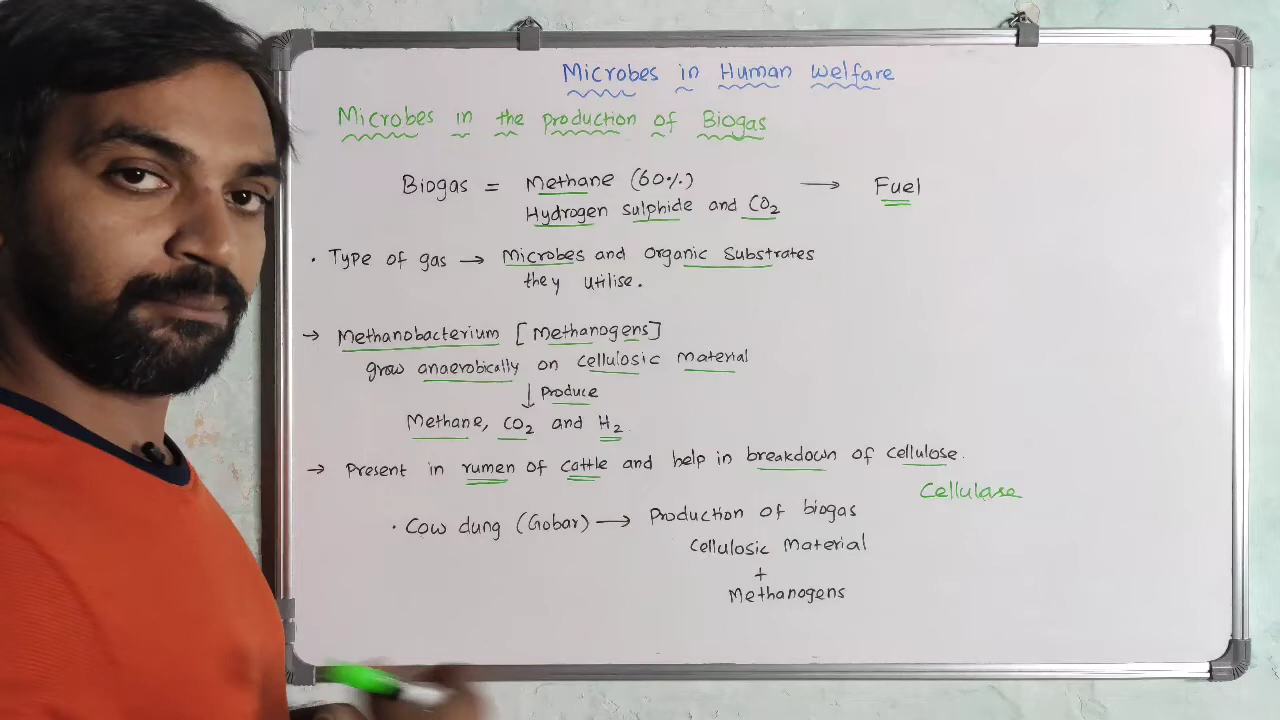 Microbes in Human Welfare
Microbes in the production of Biogas
Biogas = Methane (60%) → Fuel
Hydrogen sulphide and CO2
· Type of gas → Microbes and Organic Substrates
they utilise.
→ Methanobacterium [Methanogens]
grow anaerobically on cellulosic Material
↓ Produce
Methane, CO2 and H2
→ Present in rumen of cattle and help in breakdown of cellulose.
Cellulase
· Cow dung (Gobar) → Production of biogas
Cellulosic Material
+
Methanogens